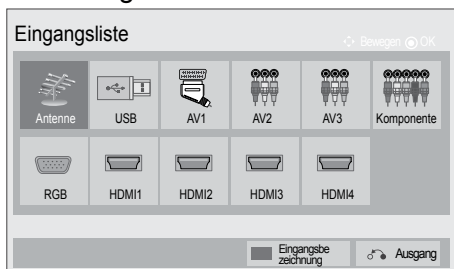 Eingangsliste
Bewegen OK
Antenne USB AV1 AV2 AV3 Komponente
RGB HDMI1 HDMI2 HDMI3 HDMI4
Eingangsbe
zeichnung
Ausgang